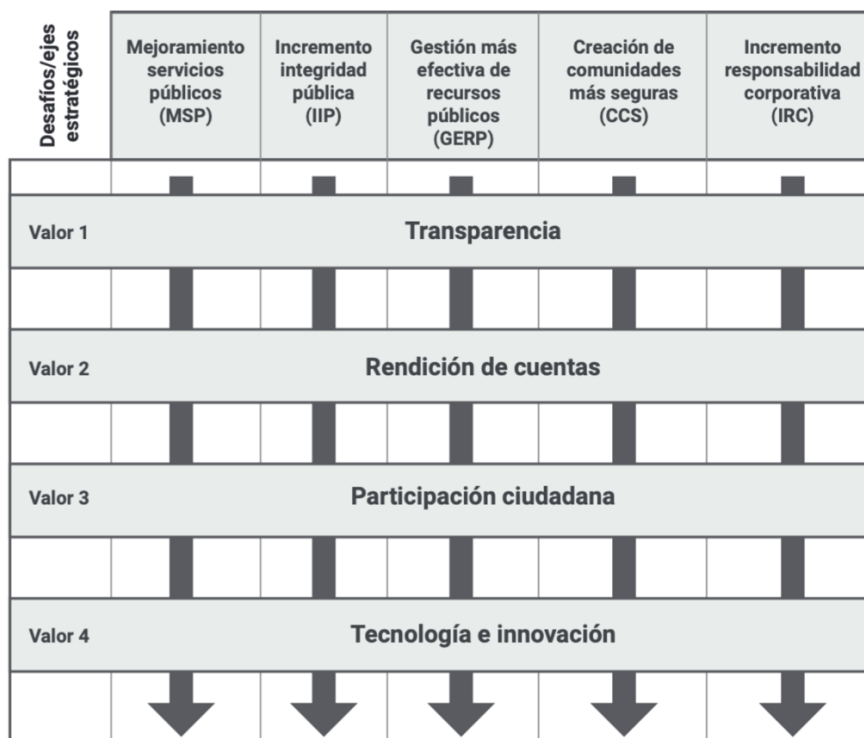 Desafíos/ejes
estratégicos
Mejoramiento
servicios
públicos
(MSP)
Incremento
integridad
pública
(IIP)
Gestión más
efectiva de
recursos
públicos
(GERP)
Creación de
comunidades
más seguras
(CCS)
Incremento
responsabilidad
corporativa
(IRC)
Valor 1
Transparencia
Valor 2
Rendición de cuentas
Valor 3
Participación ciudadana
Valor 4
Tecnología e innovación